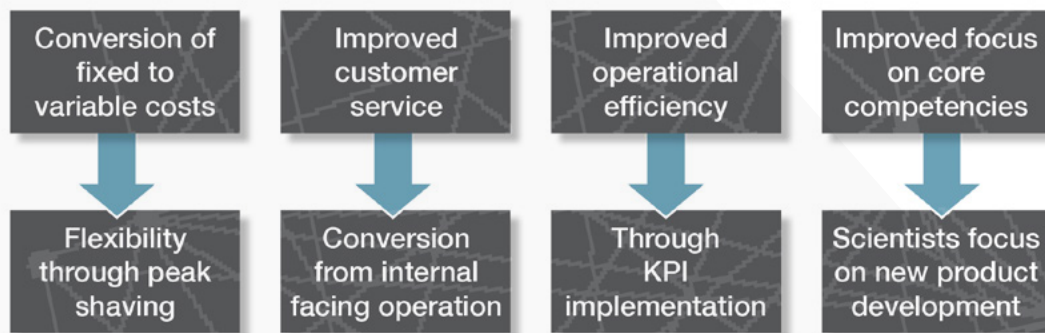 Conversion of
fixed to
variable costs
Improved
customer
service
Improved
operational
efficiency
Improved focus
on core
competencies
Flexibility
through peak
shaving
Conversion
from internal
facing operation
Through
KPI
implementation
Scientists focus
on new product
development